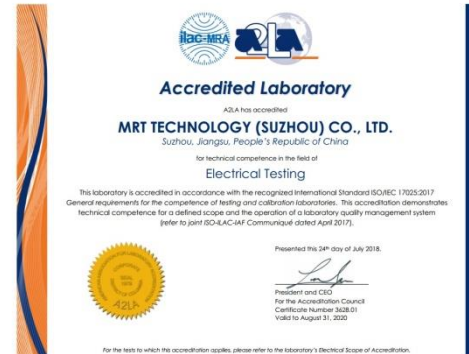 ilac-MRA
A2LA
Accredited Laboratory
A2LA has accredited
MRT TECHNOLOGY (SUZHOU) CO., LTD.
Suzhou, Jiangsu, People's Republic of China
for technical competence in the field of
Electrical Testing
This laboratory is accredited in accordance with the recognized International Standard ISO/IEC 17025:2017
General requirements for the competence of testing and calibration laboratories. This accreditation demonstrates
technical competence for a defined scope and the operation of a laboratory quality management system
(refer to joint ISO-ILAC-IAF Communiqué dated April 2017).
Presented this 24th day of July 2018.
President and CEO
For the Accreditation Council
Certificate Number 3628.01
Valid to August 31, 2020
SEAL
1978
A2LA
For the tests to which this accreditation applies, please refer to the laboratory's Electrical Scope of Accreditation.